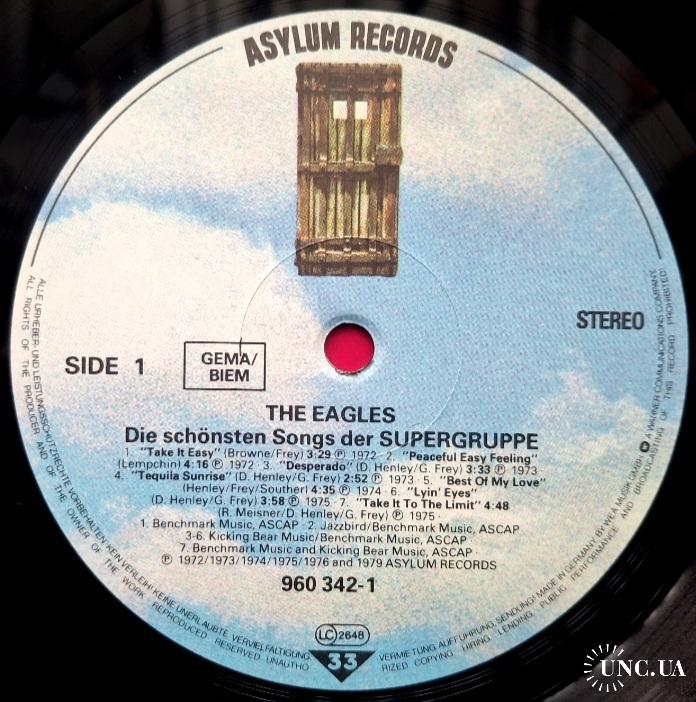 ASYLUM RECORDS
STEREO
SIDE 1
GEMA/
BIEM
THE EAGLES
Die schönsten Songs der SUPERGRUPPE
1. "Take It Easy" (Browne/Frey) 3:29 ℗ 1972 · 2. "Peaceful Easy Feeling"
(Lempchin) 4:16 ℗ 1972 · 3. "Desperado" (D. Henley/G. Frey) 3:33 ℗ 1973
4. "Tequila Sunrise" (D. Henley/G. Frey) 2:52 ℗ 1973 · 5. "Best Of My Love"
(Henley/Frey/Souther) 4:35 ℗ 1974 · 6. "Lyin' Eyes"
(D. Henley/G. Frey) 3:58 ℗ 1975 · 7. "Take It To The Limit" 4:48
(R. Meisner/D. Henley/G. Frey) ℗ 1975 ·
1. Benchmark Music, ASCAP · 2. Jazzbird/Benchmark Music, ASCAP
3-6. Kicking Bear Music/Benchmark Music, ASCAP ·
7. Benchmark Music and Kicking Bear Music, ASCAP ·
℗ 1972/1973/1974/1975/1976 and 1979 ASYLUM RECORDS
960 342-1
LC 2648
33
ALLE URHEBER- UND LEISTUNGSSCHUTZRECHTE VORBEHALTEN. KEIN VERLEIH! KEINE UNERLAUBTE VERVIELFÄLTIGUNG
VERMIETUNG, AUFFÜHRUNG, SENDUNG! MADE IN GERMANY BY WEA MUSIK GMBH. A WARNER COMMUNICATIONS COMPANY
ALL RIGHTS OF THE PRODUCER AND OF THE OWNER OF THE WORK REPRODUCED RESERVED. UNAUTHO
RIZED COPYING, HIRING, LENDING, PUBLIC PERFORMANCE AND BROADCASTING OF THIS RECORD PROHIBITED!
UNC.UA